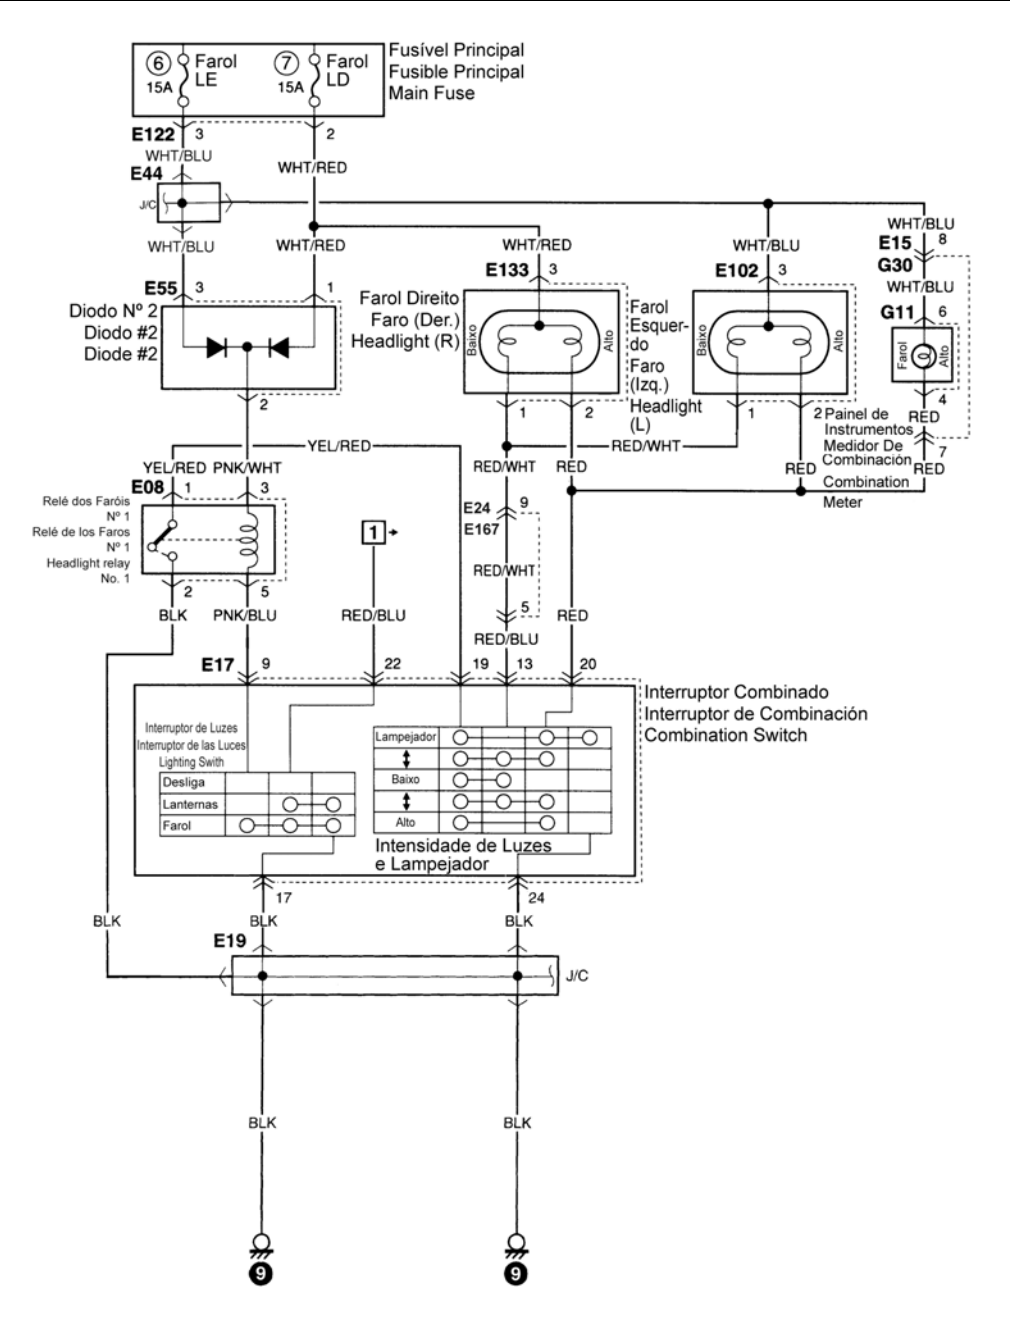 6 Farol LE
15A
7 Farol LD
15A
Fusível Principal
Fusible Principal
Main Fuse
E122 3 2
WHT/BLU
WHT/RED
E44
J/C
WHT/BLU
WHT/RED
WHT/RED
WHT/BLU
WHT/BLU
E15 8
G30
WHT/BLU
E55 3 1
E133 3
E102 3
G11 6
Diodo Nº 2
Diodo #2
Diode #2
2
Farol Direito
Faro (Der.)
Headlight (R)
Baixo
Alto
1 2
Farol
Esquer-
do
Faro
(Izq.)
Headlight
(L)
Baixo
Alto
1 2
Farol
Alto
4
RED
7
RED
Painel de
Instrumentos
Medidor De
Combinación
Combination
Meter
YEL/RED
RED/WHT
YEL/RED PNK/WHT
RED/WHT RED
RED
E08 1 3
Relé dos Faróis
Nº 1
Relé de los Faros
Nº 1
Headlight relay
No. 1
2 5
1
E24 9
E167
RED/WHT
5
BLK PNK/BLU RED/BLU
RED
RED/BLU
E17 9 22 19 13 20
Interruptor Combinado
Interruptor de Combinación
Combination Switch
Interruptor de Luzes
Interruptor de las Luces
Lighting Swith
Desliga
Lanternas
Farol
Lampejador
Baixo
Alto
Intensidade de Luzes
e Lampejador
17 24
BLK
BLK BLK
E19
J/C
BLK BLK
9 9